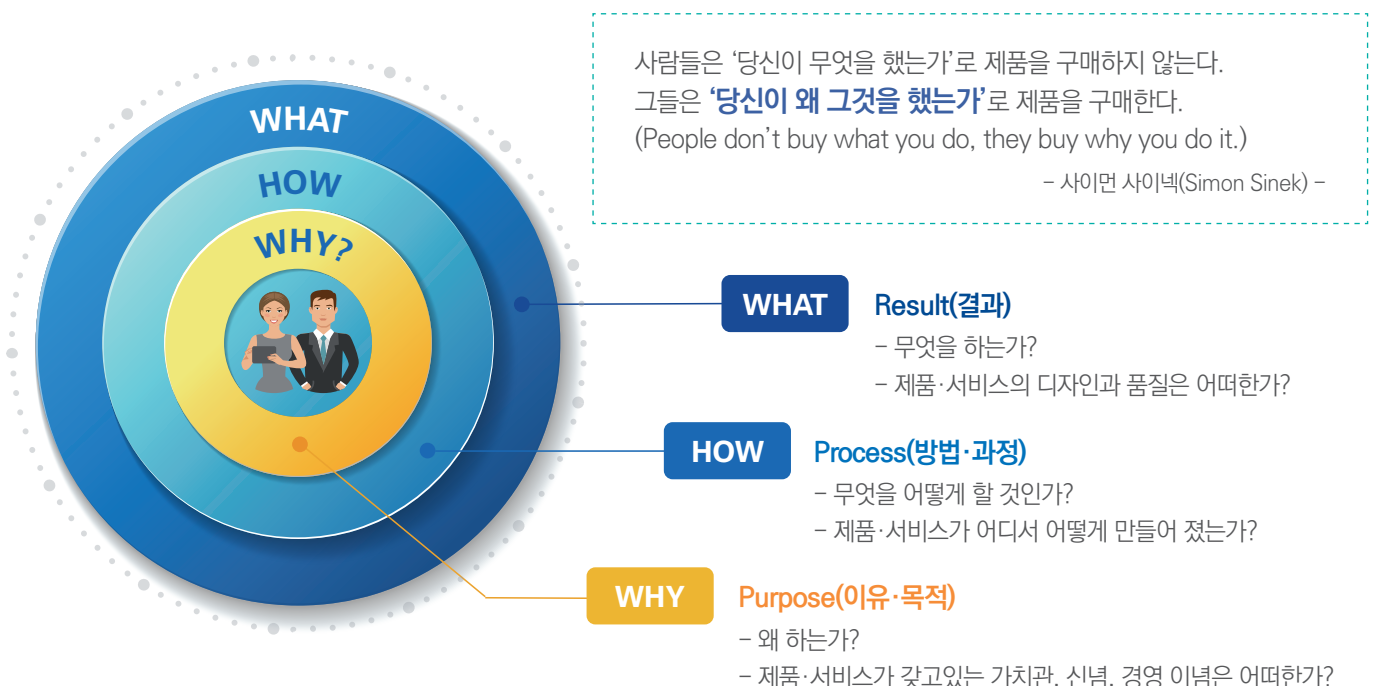 사람들은 ‘당신이 무엇을 했는가’로 제품을 구매하지 않는다.
그들은 ‘당신이 왜 그것을 했는가’로 제품을 구매한다.
(People don’t buy what you do, they buy why you do it.)
– 사이먼 사이넥(Simon Sinek) –
WHAT
HOW
WHY?
WHAT Result(결과)
– 무엇을 하는가?
– 제품·서비스의 디자인과 품질은 어떠한가?
HOW Process(방법·과정)
– 무엇을 어떻게 할 것인가?
– 제품·서비스가 어디서 어떻게 만들어 졌는가?
WHY Purpose(이유·목적)
– 왜 하는가?
– 제품·서비스가 갖고있는 가치관, 신념, 경영 이념은 어떠한가?